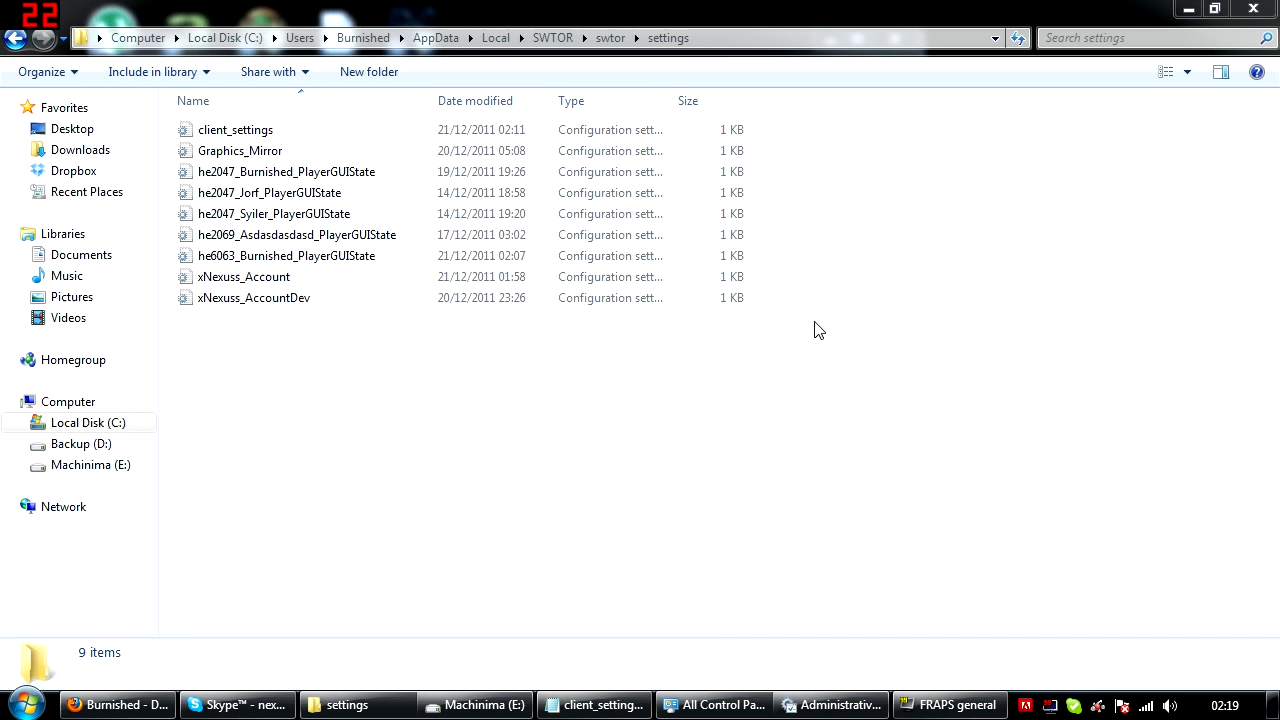 22
Computer Local Disk (C:) Users Burnished AppData Local SWTOR swtor settings Search settings
Organize Include in library Share with New folder
Name Date modified Type Size
Favorites
Desktop
Downloads
Dropbox
Recent Places
Libraries
Documents
Music
Pictures
Videos
Homegroup
Computer
Local Disk (C:)
Backup (D:)
Machinima (E:)
Network
client_settings 21/12/2011 02:11 Configuration sett... 1 KB
Graphics_Mirror 20/12/2011 05:08 Configuration sett... 1 KB
he2047_Burnished_PlayerGUIState 19/12/2011 19:26 Configuration sett... 1 KB
he2047_Jorf_PlayerGUIState 14/12/2011 18:58 Configuration sett... 1 KB
he2047_Syiler_PlayerGUIState 14/12/2011 19:20 Configuration sett... 1 KB
he2069_Asdasdasdasd_PlayerGUIState 17/12/2011 03:02 Configuration sett... 1 KB
he6063_Burnished_PlayerGUIState 21/12/2011 02:07 Configuration sett... 1 KB
xNexuss_Account 21/12/2011 01:58 Configuration sett... 1 KB
xNexuss_AccountDev 20/12/2011 23:26 Configuration sett... 1 KB
9 items
Burnished - D... Skype™ - nex... settings Machinima (E:) client_setting... All Control Pa... Administrativ... FRAPS general 02:19